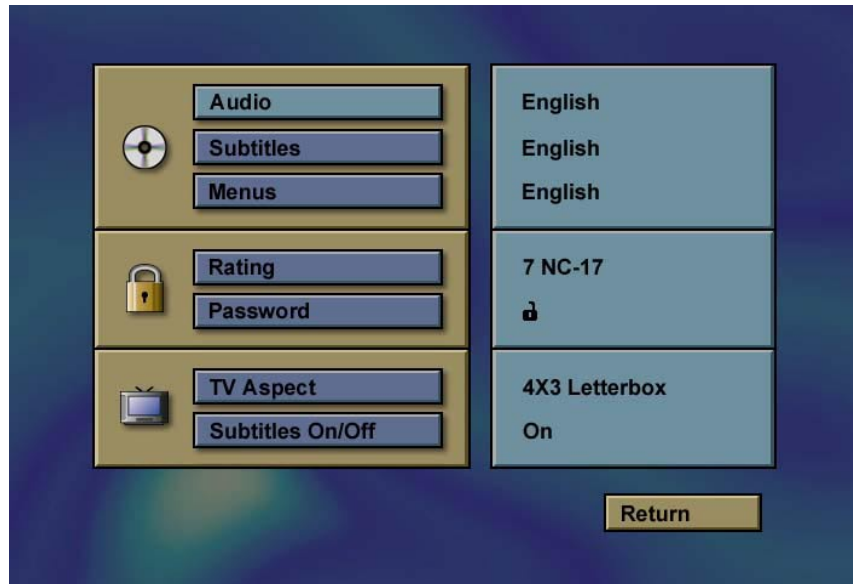 Audio English
Subtitles English
Menus English
Rating 7 NC-17
Password
TV Aspect 4X3 Letterbox
Subtitles On/Off On
Return